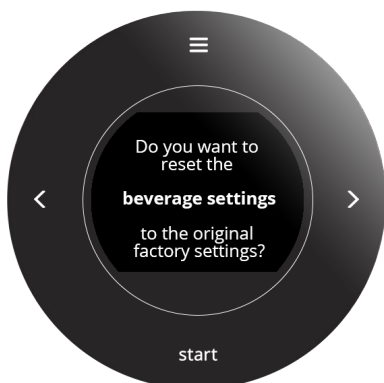 Do you want to
reset the
beverage settings
to the original
factory settings?
start